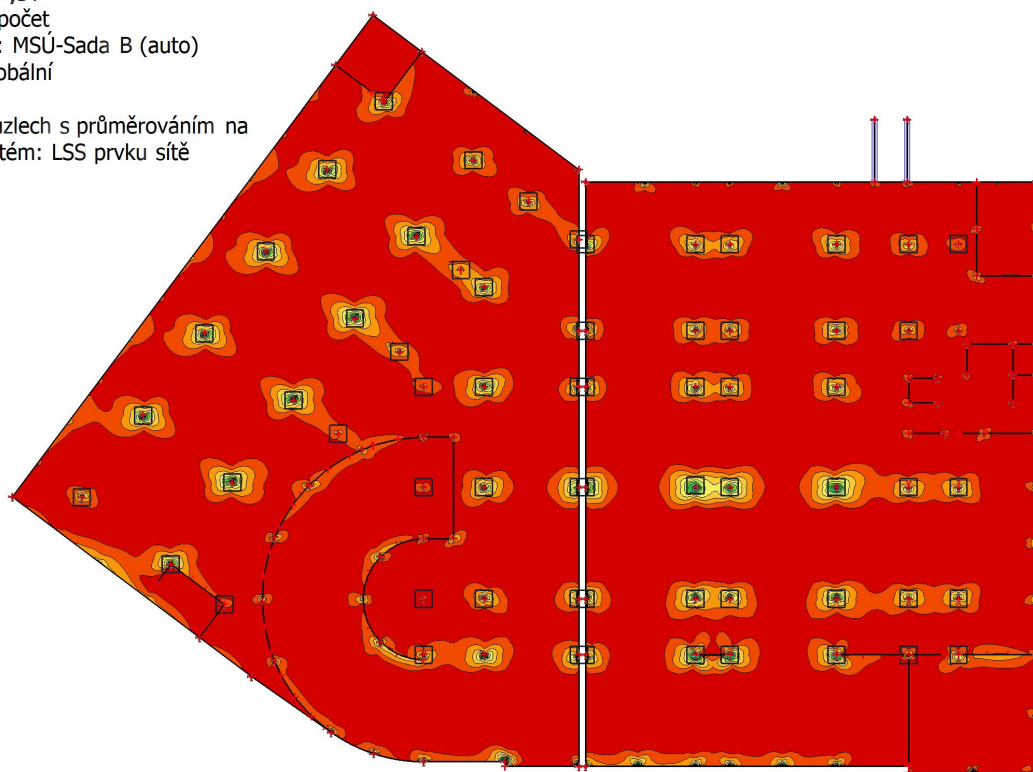 počet
: MSÚ-Sada B (auto)
obální
uzlech s průměrováním na
tém: LSS prvku sítě